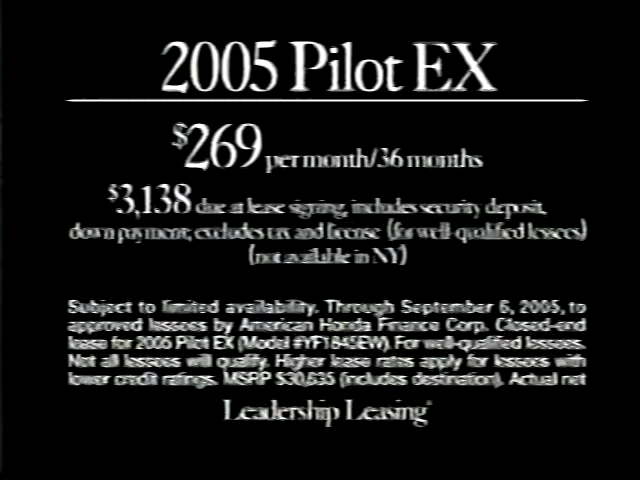 2005 Pilot EX
$269 per month/36 months
$3,138 due at lease signing, includes security deposit,
down payment; excludes tax and license (for well-qualified lessees)
(not available in NY)
Subject to limited availability. Through September 6, 2005, to
approved lessees by American Honda Finance Corp. Closed-end
lease for 2005 Pilot EX (Model #YF1845EW). For well-qualified lessees.
Not all lessees will qualify. Higher lease rates apply for lessees with
lower credit ratings. MSRP $30,635 (includes destination). Actual net
Leadership Leasing